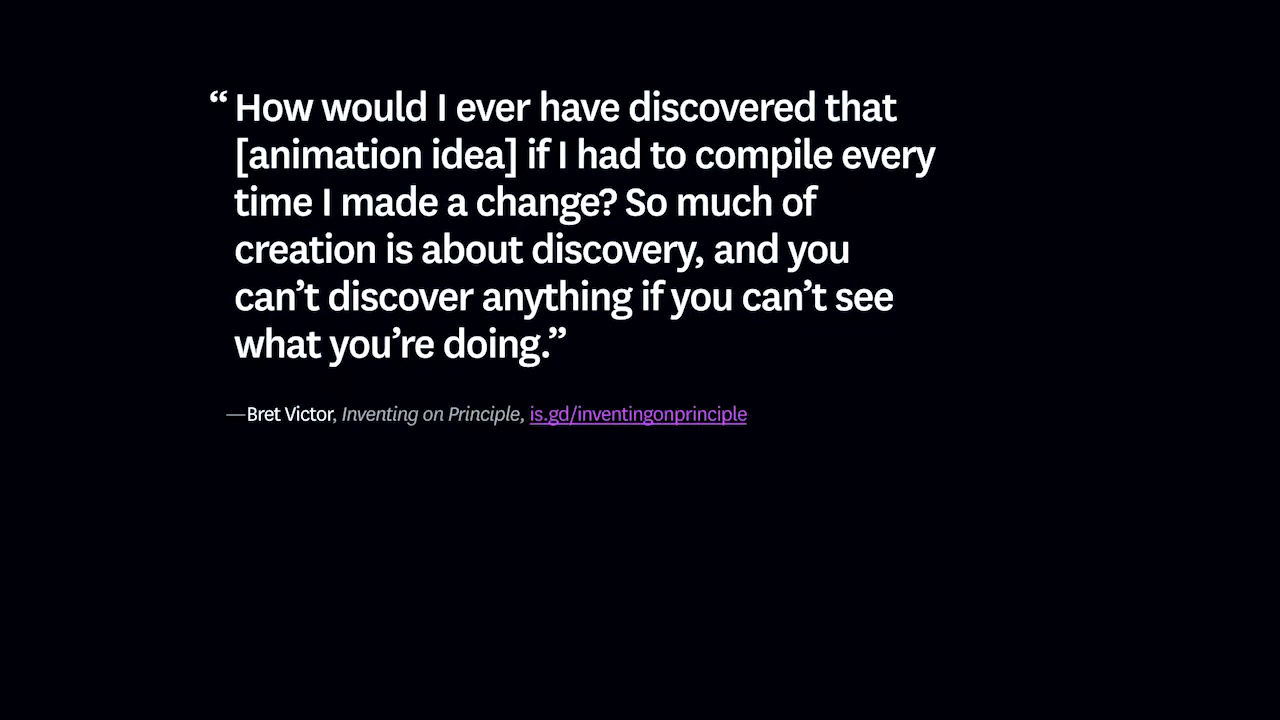 “ How would I ever have discovered that
[animation idea] if I had to compile every
time I made a change? So much of
creation is about discovery, and you
can’t discover anything if you can’t see
what you’re doing.”
—Bret Victor, Inventing on Principle, is.gd/inventingonprinciple